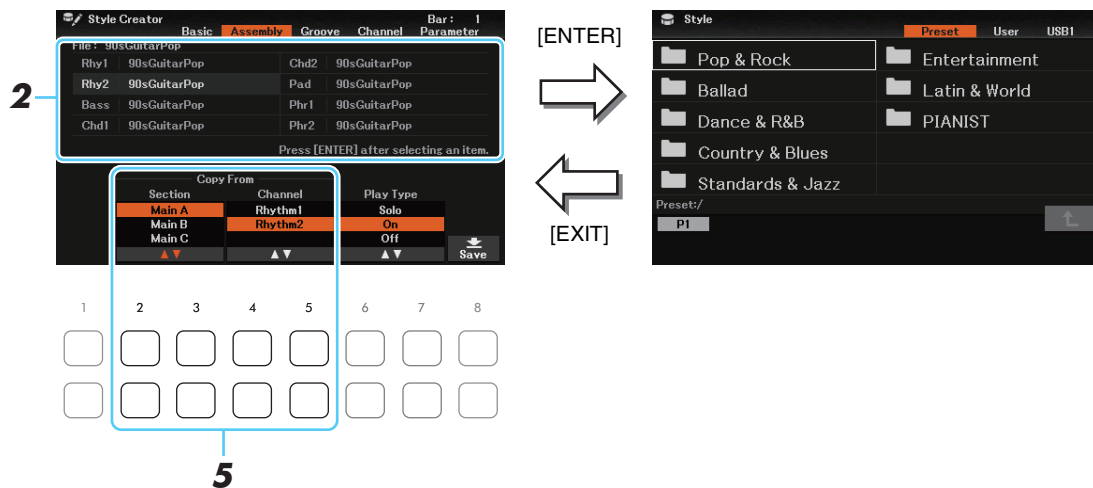 Style Creator
Bar: 1
Basic Assembly Groove Channel Parameter
File: 90sGuitarPop
Rhy1 90sGuitarPop Chd2 90sGuitarPop
Rhy2 90sGuitarPop Pad 90sGuitarPop
Bass 90sGuitarPop Phr1 90sGuitarPop
Chd1 90sGuitarPop Phr2 90sGuitarPop
Press [ENTER] after selecting an item.
Copy From
Section Channel Play Type
Main A Rhythm1 Solo
Main B Rhythm2 On
Main C Off
Save
2
1 2 3 4 5 6 7 8
5
[ENTER]
[EXIT]
Style
Preset User USB1
Pop & Rock Entertainment
Ballad Latin & World
Dance & R&B PIANIST
Country & Blues
Standards & Jazz
Preset:/
P1